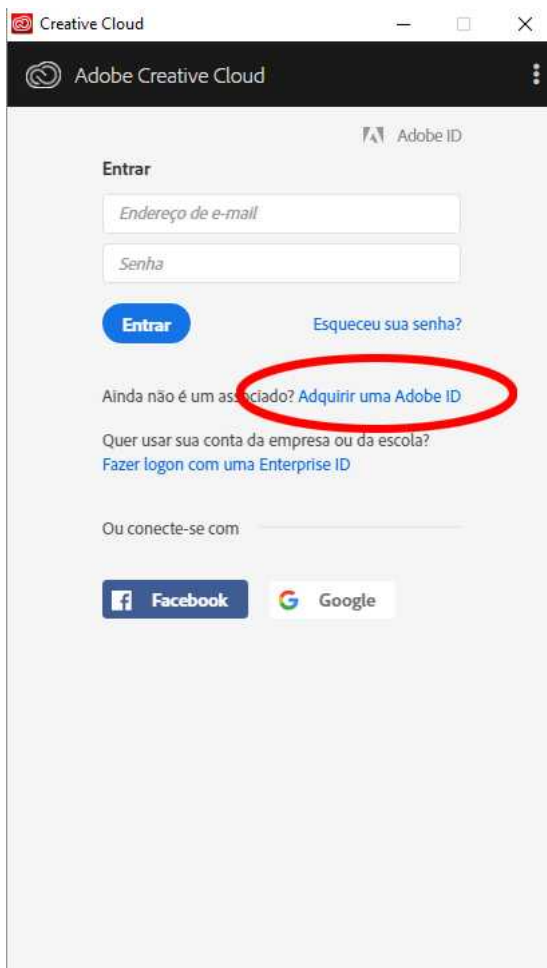 Creative Cloud
Adobe Creative Cloud
Adobe ID
Entrar
Endereço de e-mail
Senha
Entrar
Esqueceu sua senha?
Ainda não é um associado? Adquirir uma Adobe ID
Quer usar sua conta da empresa ou da escola?
Fazer logon com uma Enterprise ID
Ou conecte-se com
Facebook
Google